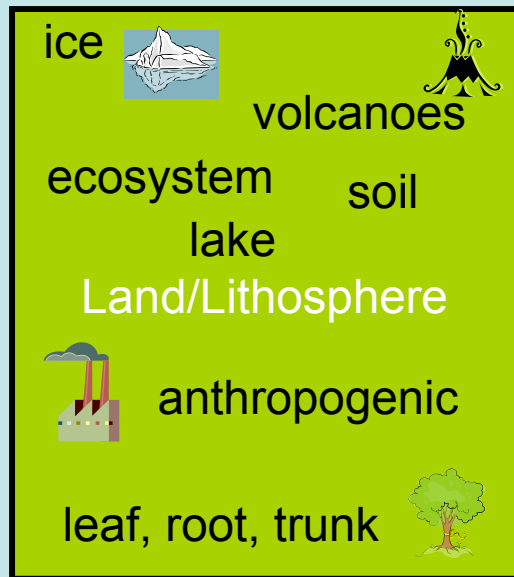 ice
volcanoes
ecosystem
soil
lake
Land/Lithosphere
anthropogenic
leaf, root, trunk